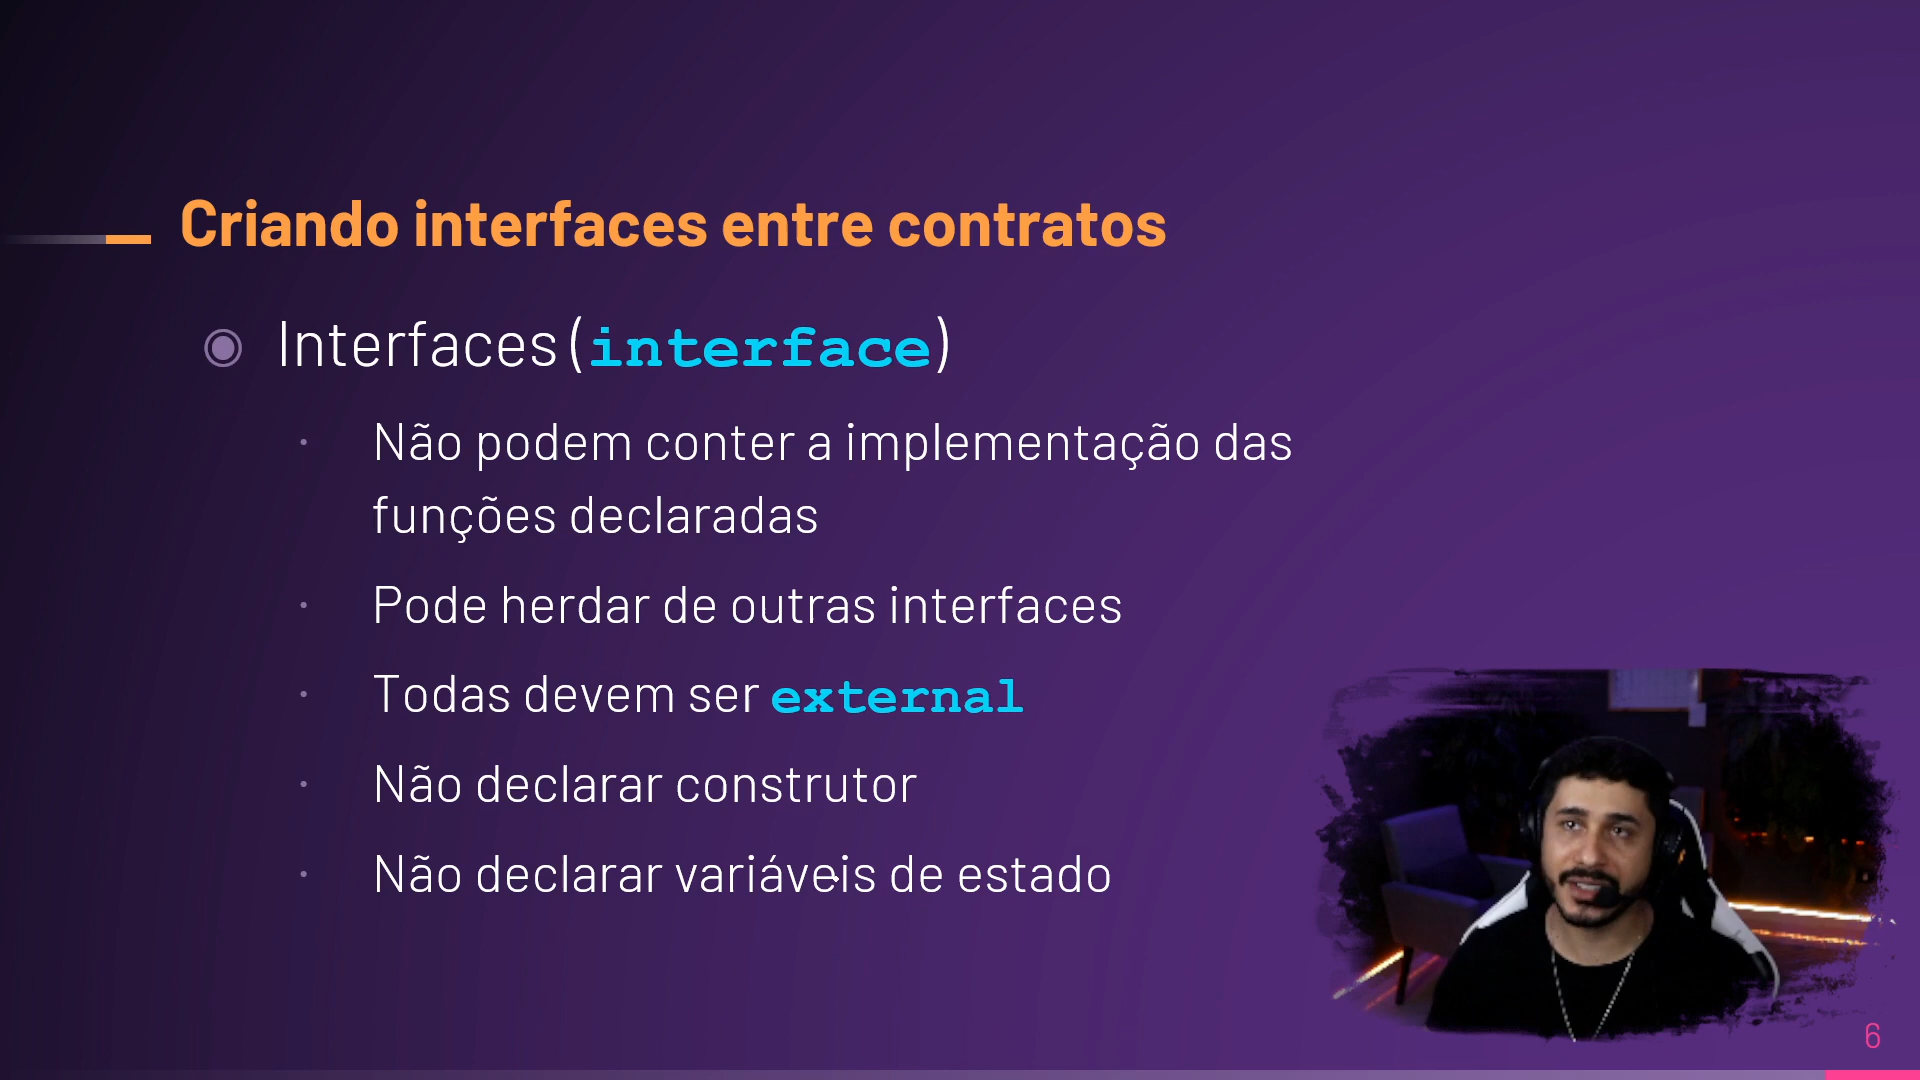 Criando interfaces entre contratos
Interfaces (interface)
Não podem conter a implementação das
funções declaradas
Pode herdar de outras interfaces
Todas devem ser external
Não declarar construtor
Não declarar variáveis de estado
6